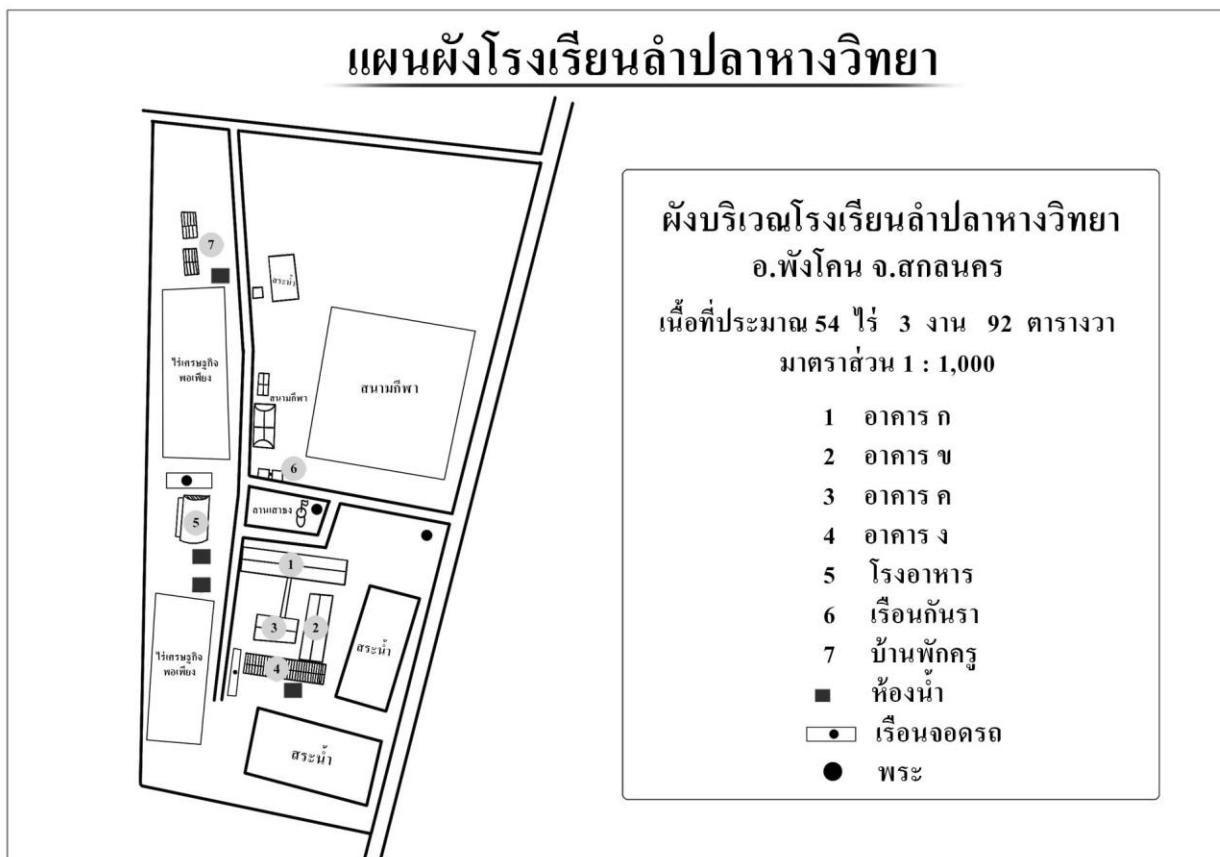 แผนผังโรงเรียนลำปลาหางวิทยา
ผังบริเวณโรงเรียนลำปลาหางวิทยา
อ.พังโคน จ.สกลนคร
เนื้อที่ประมาณ 54 ไร่ 3 งาน 92 ตารางวา
มาตราส่วน 1 : 1,000
1 อาคาร ก
2 อาคาร ข
3 อาคาร ค
4 อาคาร ง
5 โรงอาหาร
6 เรือนกันรา
7 บ้านพักครู
ห้องน้ำ
เรือนจอดรถ
พระ
7
สระน้ำ
ไร่เศรษฐกิจ
พอเพียง
สนามกีฬา
สนามกีฬา
6
5
ลานเสาธง
1
3
2
4
สระน้ำ
ไร่เศรษฐกิจ
พอเพียง
สระน้ำ